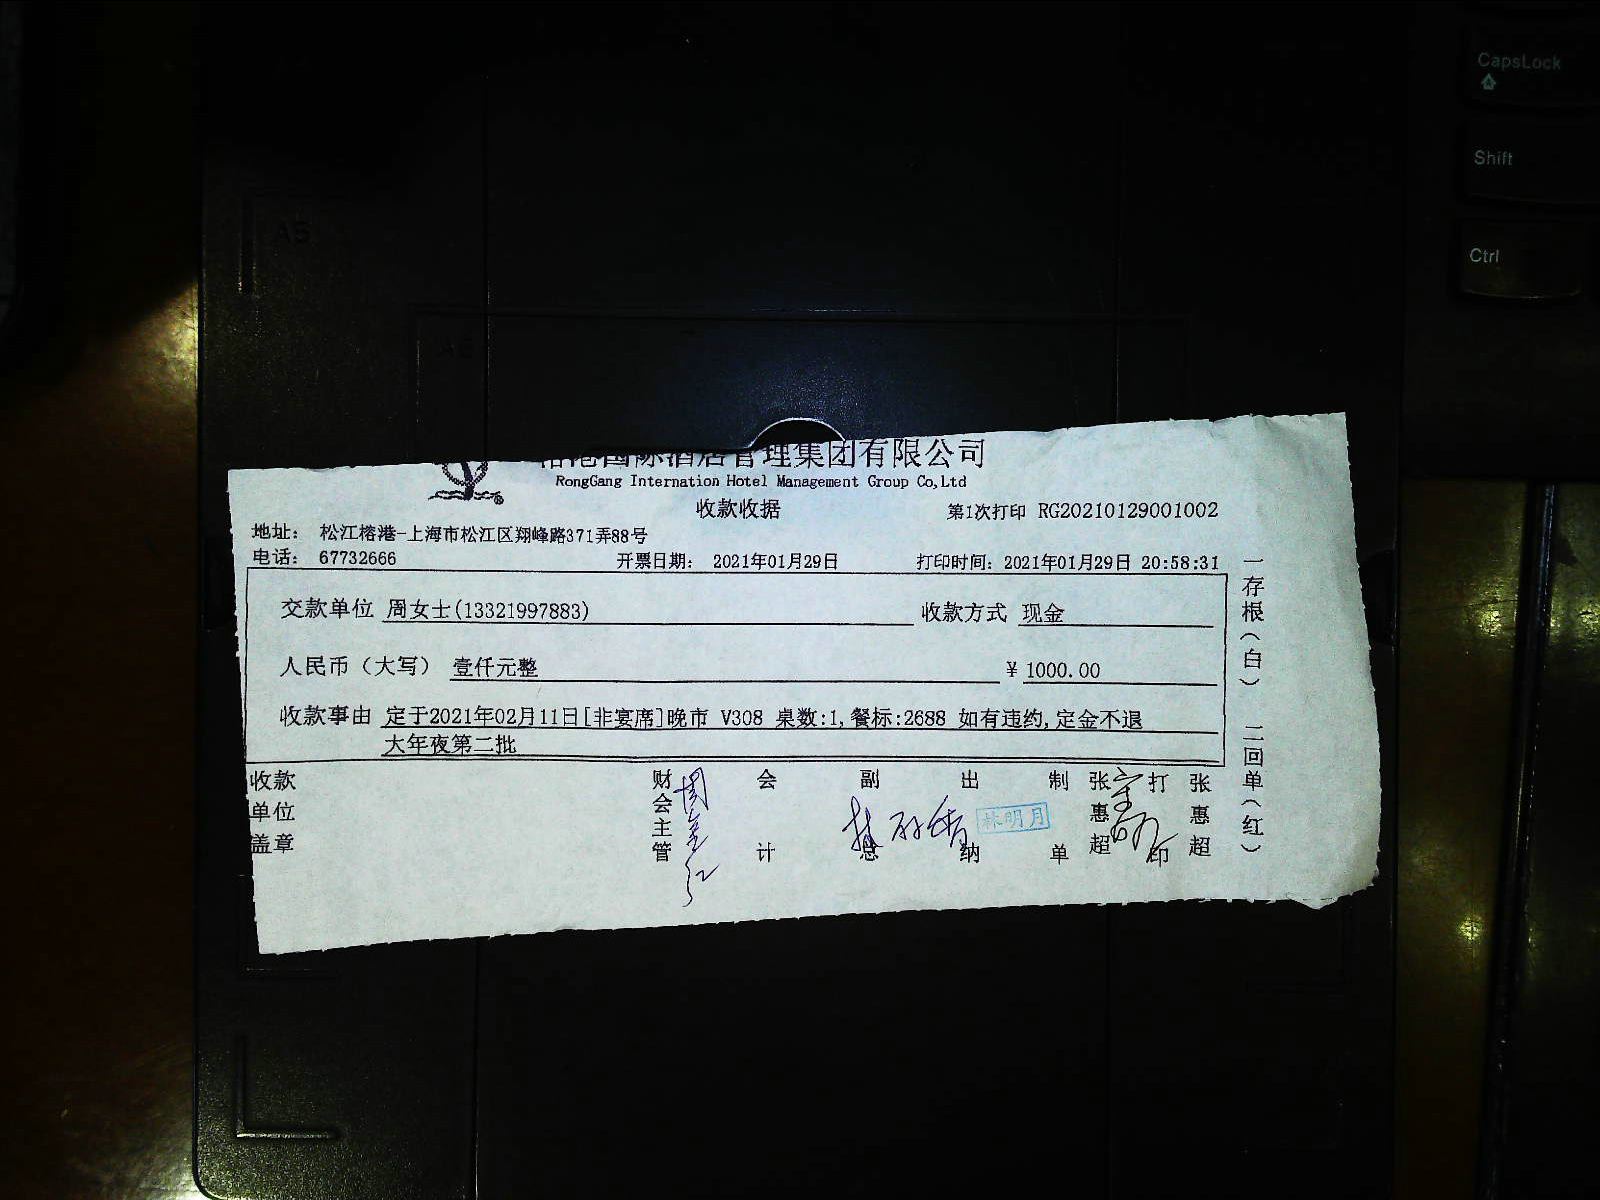 榕港国际酒店管理集团有限公司
RongGang Internation Hotel Management Group Co,Ltd
收款收据
第1次打印 RG20210129001002
地址： 松江榕港-上海市松江区翔峰路371弄88号
电话： 67732666
开票日期： 2021年01月29日
打印时间：2021年01月29日 20:58:31
交款单位 周女士(13321997883)
收款方式 现金
人民币（大写） 壹仟元整
¥ 1000.00
收款事由 定于2021年02月11日[非宴席]晚市 V308 桌数:1,餐标:2688 如有违约,定金不退
大年夜第二批
收款单位盖章
财会主管
会计
副总
出纳
林明月
制单
张惠超
打印
张惠超
一存根（白） 二回单（红）
CapsLock
Shift
Ctrl
A5
A6